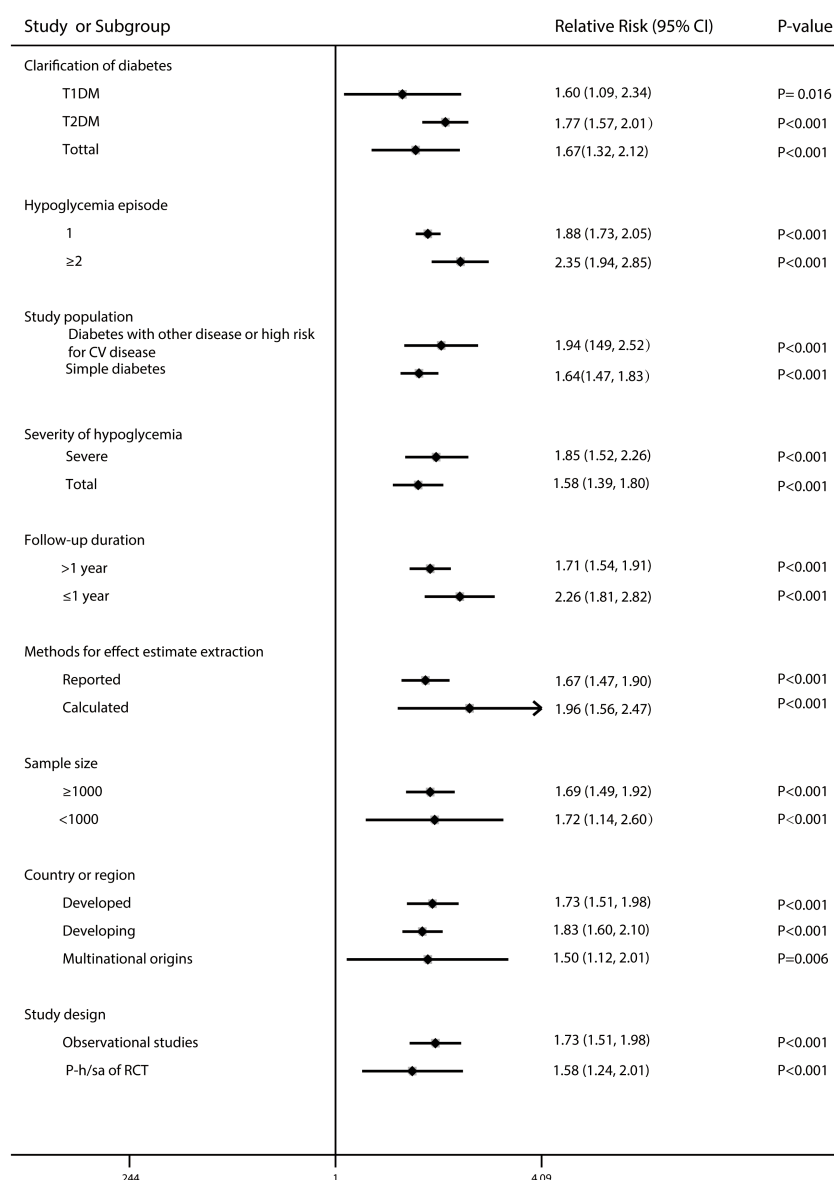 Study or Subgroup Relative Risk (95% CI) P-value
Clarification of diabetes
T1DM 1.60 (1.09, 2.34) P= 0.016
T2DM 1.77 (1.57, 2.01) P<0.001
Tottal 1.67(1.32, 2.12) P<0.001
Hypoglycemia episode
1 1.88 (1.73, 2.05) P<0.001
≥2 2.35 (1.94, 2.85) P<0.001
Study population
Diabetes with other disease or high risk
for CV disease 1.94 (149, 2.52) P<0.001
Simple diabetes 1.64(1.47, 1.83) P<0.001
Severity of hypoglycemia
Severe 1.85 (1.52, 2.26) P<0.001
Total 1.58 (1.39, 1.80) P<0.001
Follow-up duration
>1 year 1.71 (1.54, 1.91) P<0.001
≤1 year 2.26 (1.81, 2.82) P<0.001
Methods for effect estimate extraction
Reported 1.67 (1.47, 1.90) P<0.001
Calculated 1.96 (1.56, 2.47) P<0.001
Sample size
≥1000 1.69 (1.49, 1.92) P<0.001
<1000 1.72 (1.14, 2.60) P<0.001
Country or region
Developed 1.73 (1.51, 1.98) P<0.001
Developing 1.83 (1.60, 2.10) P<0.001
Multinational origins 1.50 (1.12, 2.01) P=0.006
Study design
Observational studies 1.73 (1.51, 1.98) P<0.001
P-h/sa of RCT 1.58 (1.24, 2.01) P<0.001
.244 1 4.09